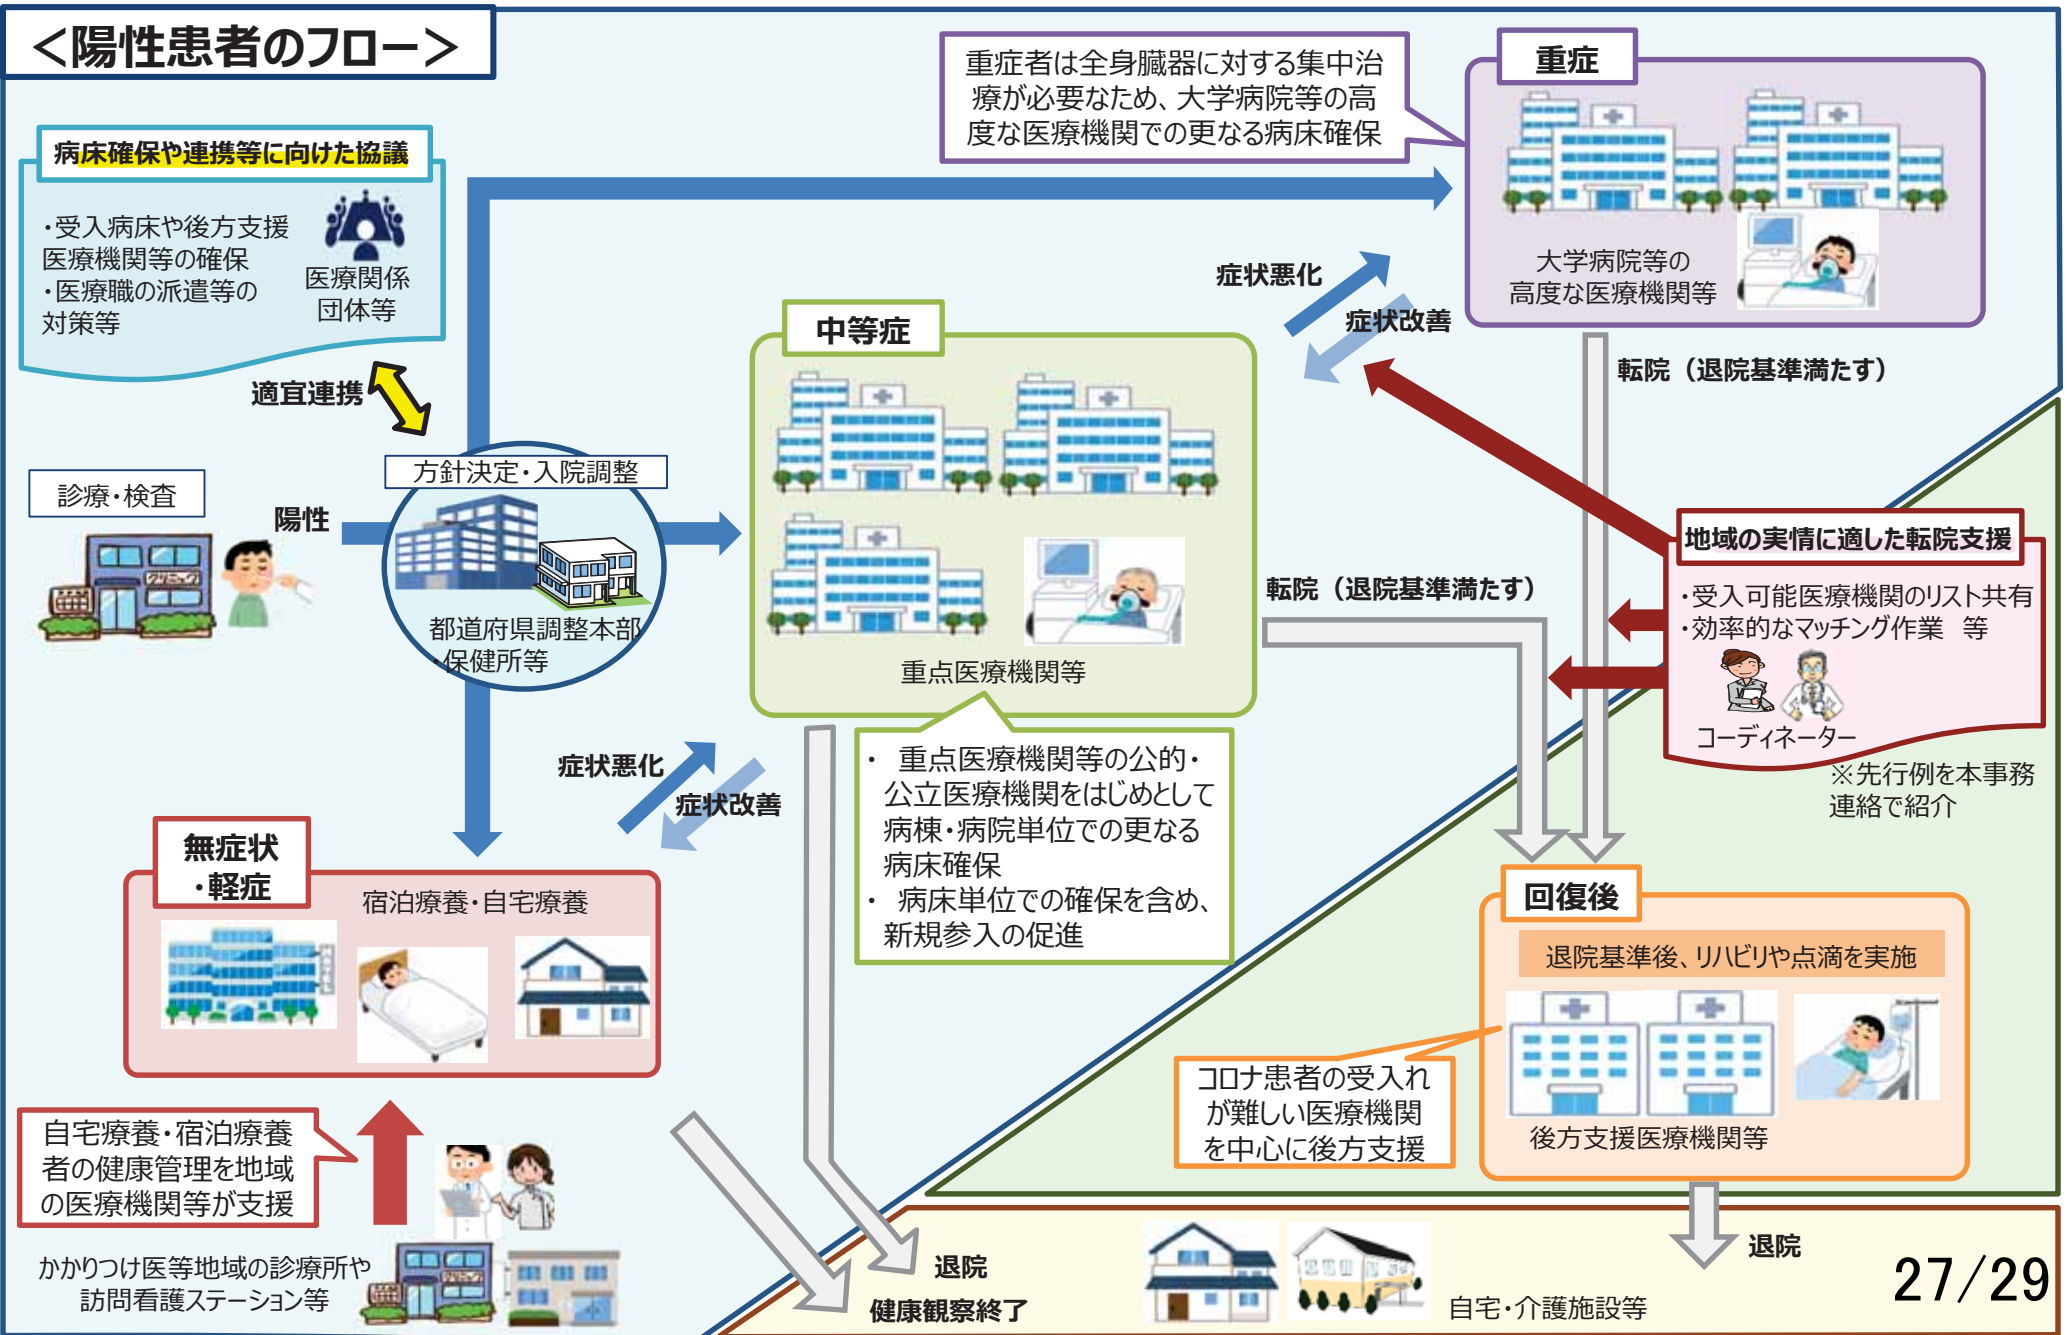 ＜陽性患者のフロー＞
重症者は全身臓器に対する集中治
療が必要なため、大学病院等の高
度な医療機関での更なる病床確保
重症
大学病院等の
高度な医療機関等
病床確保や連携等に向けた協議
・受入病床や後方支援
医療機関等の確保
・医療職の派遣等の
対策等
医療関係
団体等
適宜連携
症状悪化
症状改善
転院（退院基準満たす）
中等症
重点医療機関等
診療・検査
クリニック
陽性
方針決定・入院調整
都道府県調整本部
・保健所等
転院（退院基準満たす）
地域の実情に適した転院支援
・受入可能医療機関のリスト共有
・効率的なマッチング作業　等
コーディネーター
※先行例を本事務
連絡で紹介
症状悪化
症状改善
・ 重点医療機関等の公的・
公立医療機関をはじめとして
病棟・病院単位での更なる
病床確保
・ 病床単位での確保を含め、
新規参入の促進
無症状
・軽症
宿泊療養・自宅療養
回復後
退院基準後、リハビリや点滴を実施
後方支援医療機関等
コロナ患者の受入れ
が難しい医療機関
を中心に後方支援
自宅療養・宿泊療養
者の健康管理を地域
の医療機関等が支援
かかりつけ医等地域の診療所や
訪問看護ステーション等
退院
健康観察終了
自宅・介護施設等
退院
27/29